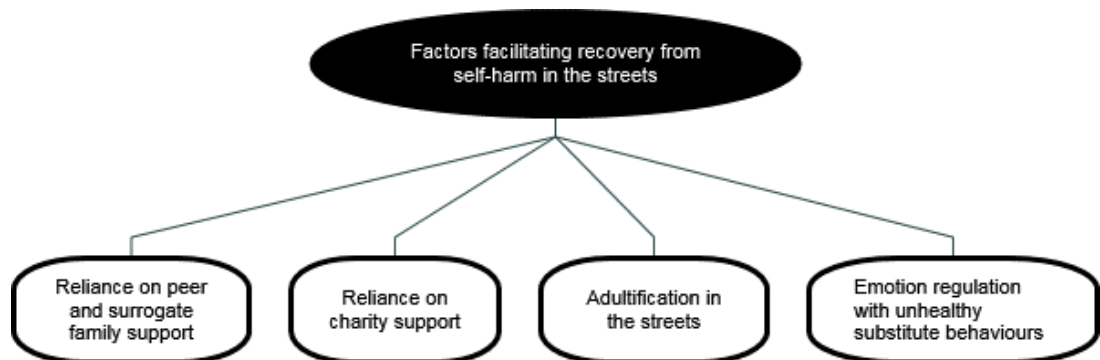 Factors facilitating recovery from
self-harm in the streets
Reliance on peer
and surrogate
family support
Reliance on
charity support
Adultification in
the streets
Emotion regulation
with unhealthy
substitute behaviours